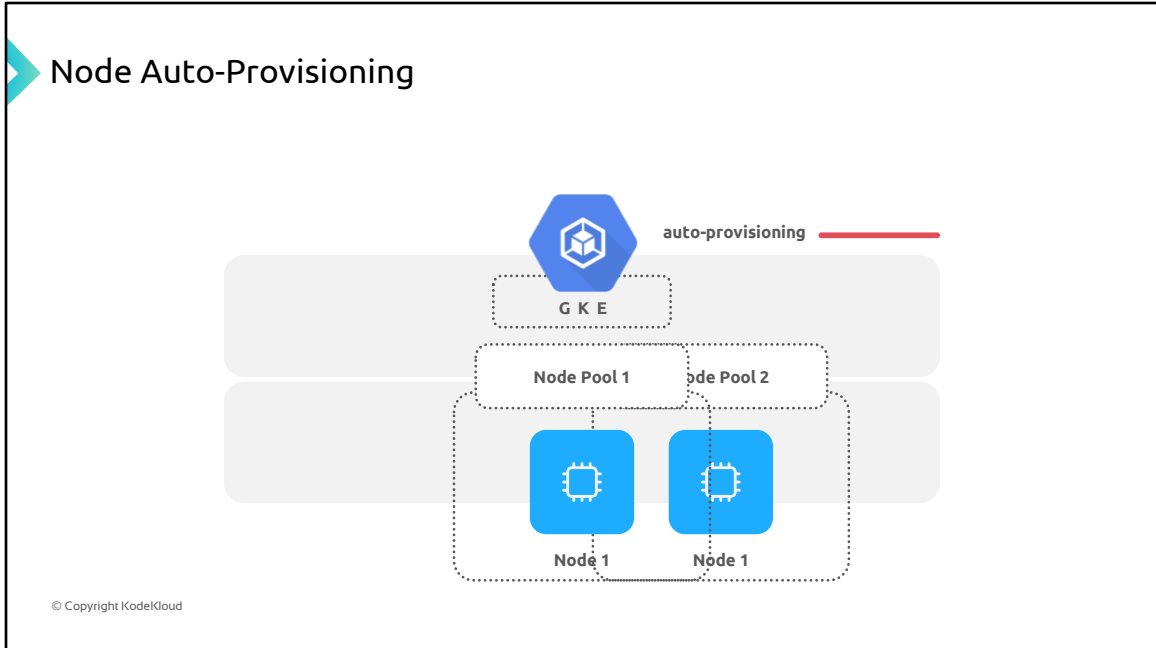 Node Auto-Provisioning
auto-provisioning
G K E
Node Pool 1
ode Pool 2
Node 1
Node 1
© Copyright KodeKloud